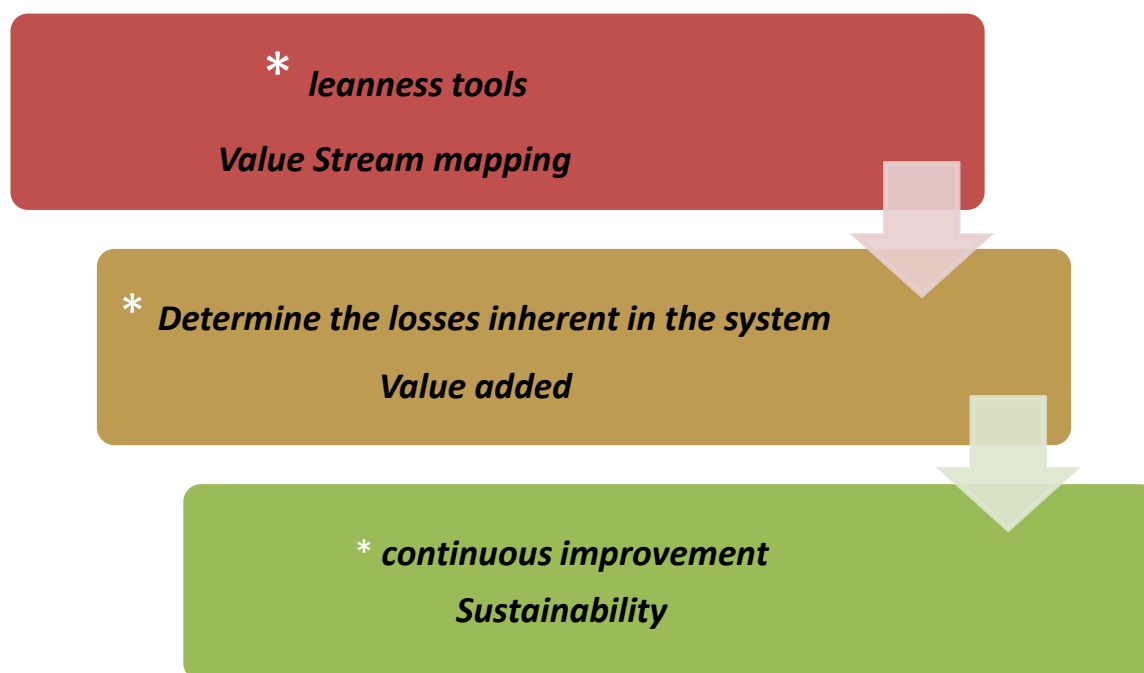 * leanness tools
Value Stream mapping
* Determine the losses inherent in the system
Value added
* continuous improvement
Sustainability